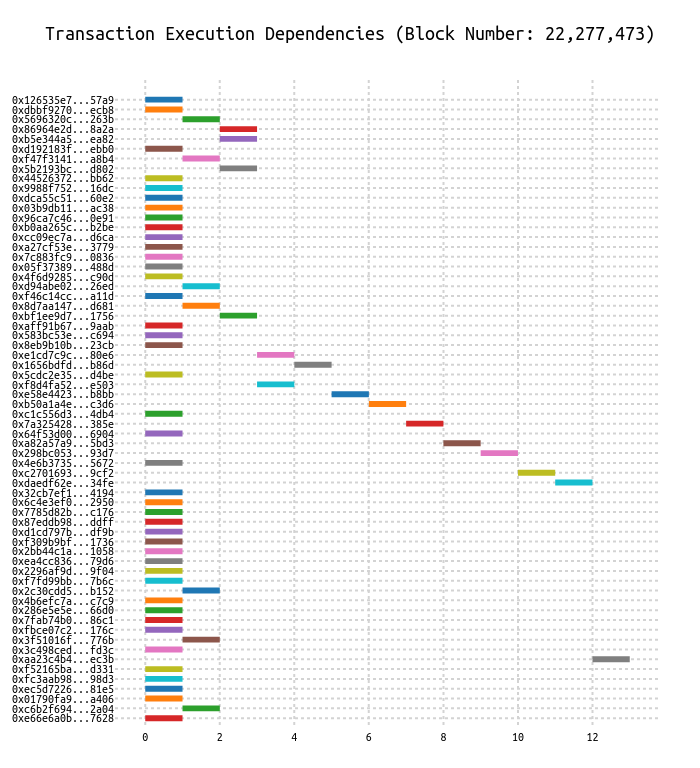 Transaction Execution Dependencies (Block Number: 22,277,473)
0x126535e7...57a9
0xdbbf9270...ecb8
0x5696320c...263b
0x86964e2d...8a2a
0xb5e344a5...ea82
0xd192183f...ebb0
0xf47f3141...a8b4
0x5b2193bc...d802
0x44526372...bb62
0x9988f752...16dc
0xdca55c51...60e2
0x03b9db11...ac38
0x96ca7c46...0e91
0xb0aa265c...b2be
0xcc09ec7a...d6ca
0xa27cf53e...3779
0x7c883fc9...0836
0x05f37389...488d
0x4f6d9285...c90d
0xd94abe02...26ed
0xf46c14cc...a11d
0x8d7aa147...d681
0xbf1ee9d7...1756
0xaff91b67...9aab
0x583bc53e...c694
0x8eb9b10b...23cb
0xe1cd7c9c...80e6
0x1656bdfd...b86d
0x5cdc2e35...d4be
0xf8d4fa52...e503
0xe58e4423...b8bb
0xb50a1a4e...c3d6
0xc1c556d3...4db4
0x7a325428...385e
0x64f53d00...6904
0xa82a57a9...5bd3
0x298bc053...93d7
0x4e6b3735...5672
0xc2701693...9cf2
0xdaedf62e...34fe
0x32cb7ef1...4194
0x6c4e3ef0...2950
0x7785d82b...c176
0x87eddb98...ddff
0xd1cd797b...df9b
0xf309b9bf...1736
0x2bb44c1a...1058
0xea4cc836...79d6
0x2296af9d...9f04
0xf7fd99bb...7b6c
0x2c30cdd5...b152
0x4b6efc7a...c7c9
0x286e5e5e...66d0
0x7fab74b0...86c1
0xfbce07c2...176c
0x3f51016f...776b
0x3c498ced...fd3c
0xaa23c4b4...ec3b
0xf52165ba...d331
0xfc3aab98...98d3
0xec5d7226...81e5
0x01790fa9...a406
0xc6b2f694...2a04
0xe66e6a0b...7628
0 2 4 6 8 10 12